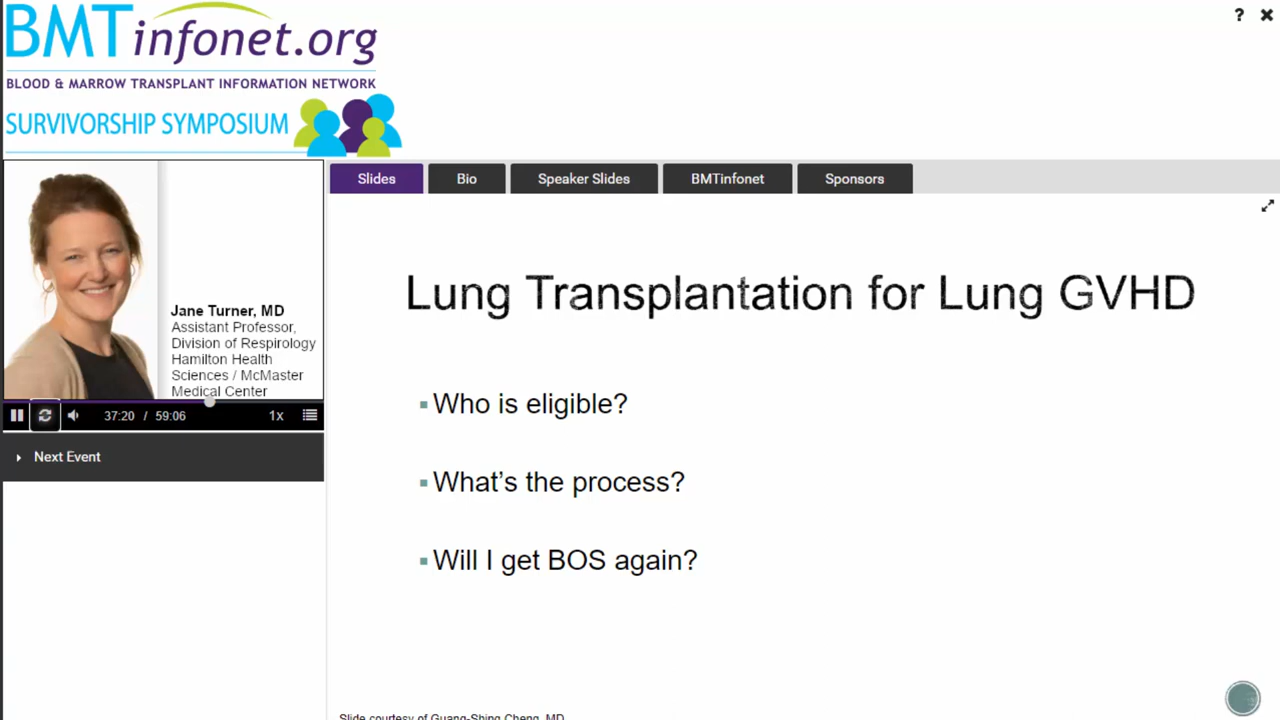 BMTinfonet.org
BLOOD & MARROW TRANSPLANT INFORMATION NETWORK
SURVIVORSHIP SYMPOSIUM
? ×
Jane Turner, MD
Assistant Professor,
Division of Respirology
Hamilton Health
Sciences / McMaster
Medical Center
37:20 / 59:06 1x
Next Event
Slides Bio Speaker Slides BMTinfonet Sponsors
Lung Transplantation for Lung GVHD
▪Who is eligible?
▪What’s the process?
▪Will I get BOS again?
Slide courtesy of Guang-Shing Cheng, MD